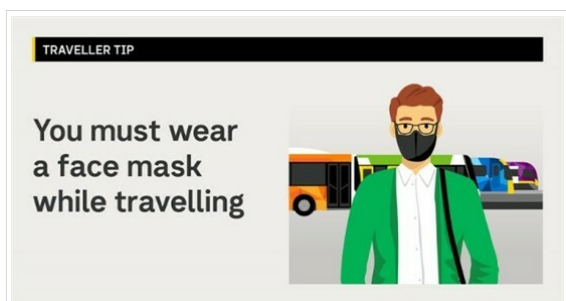 TRAVELLER TIP
You must wear
a face mask
while travelling